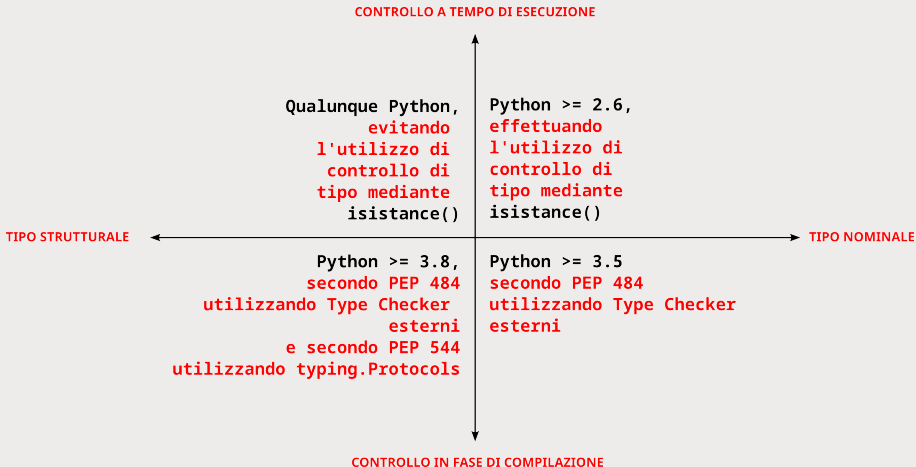 CONTROLLO A TEMPO DI ESECUZIONE
Qualunque Python,
evitando
l'utilizzo di
controllo di
tipo mediante
isistance()
Python >= 2.6,
effettuando
l'utilizzo di
controllo di
tipo mediante
isistance()
TIPO STRUTTURALE
TIPO NOMINALE
Python >= 3.8,
secondo PEP 484
utilizzando Type Checker
esterni
e secondo PEP 544
utilizzando typing.Protocols
Python >= 3.5
secondo PEP 484
utilizzando Type Checker
esterni
CONTROLLO IN FASE DI COMPILAZIONE